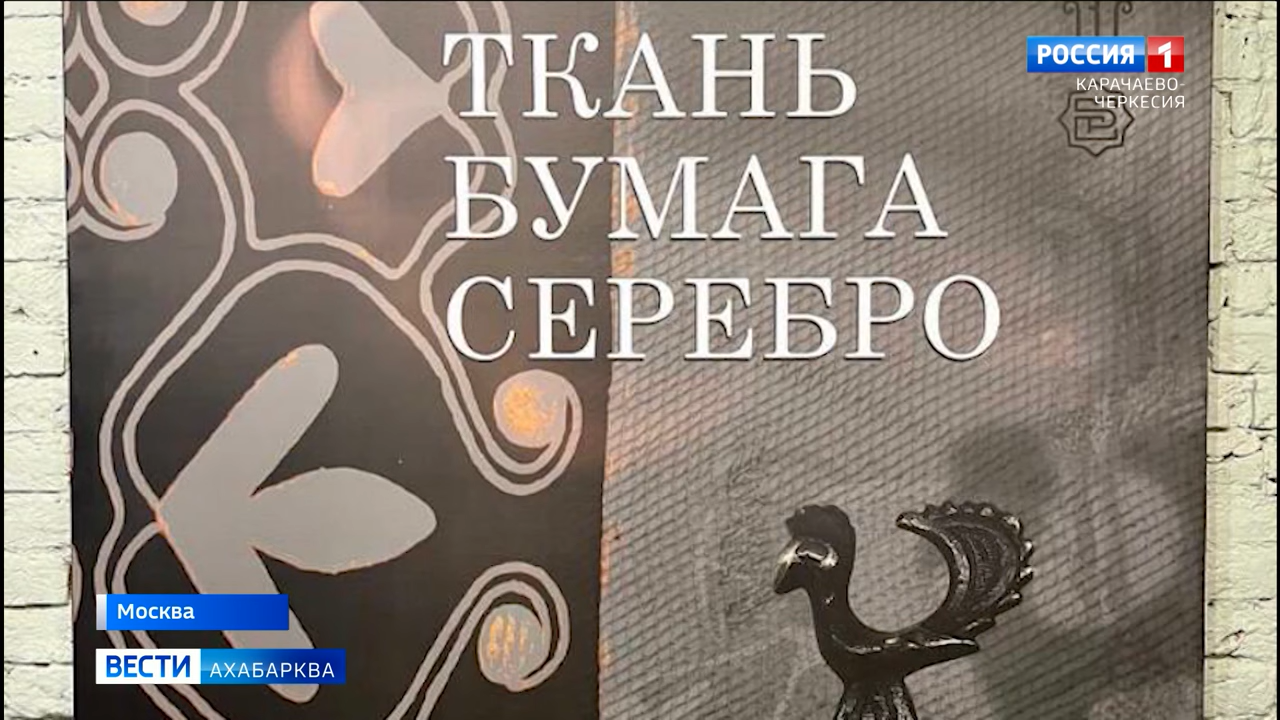 ТКАНЬ
БУМАГА
СЕРЕБРО
РОССИЯ 1
КАРАЧАЕВО-
ЧЕРКЕСИЯ
Москва
ВЕСТИ АХАБАРКВА